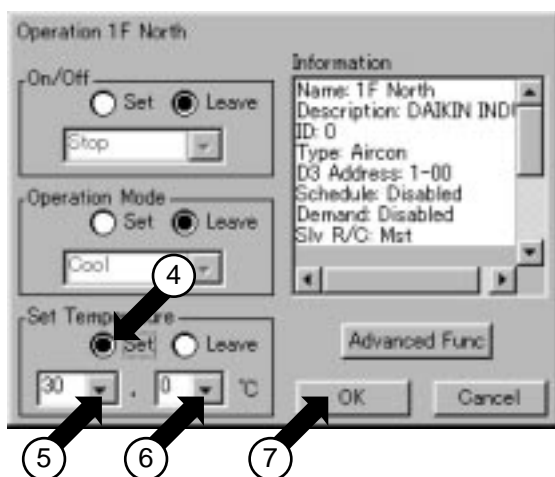 Operation 1F North
On/Off
Set Leave
Stop
Operation Mode
Set Leave
Cool
4
Set Temperature
Set Leave
30 . 0 °C
5
6
Information
Name: 1F North
Description: DAIKIN INDU
ID: 0
Type: Aircon
D3 Address: 1-00
Schedule: Disabled
Demand: Disabled
Slv R/C: Mst
Advanced Func
OK Cancel
7